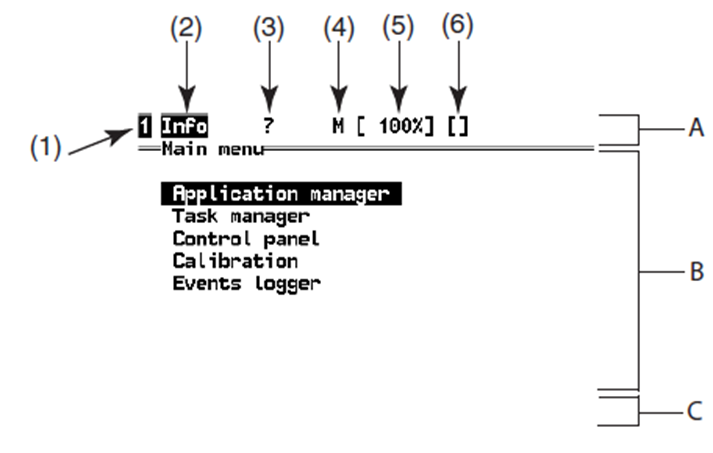 (2) (3) (4) (5) (6)
(1) 1 Info ? M [ 100%] [] A
Main menu
Application manager
Task manager
Control panel B
Calibration
Events logger
C